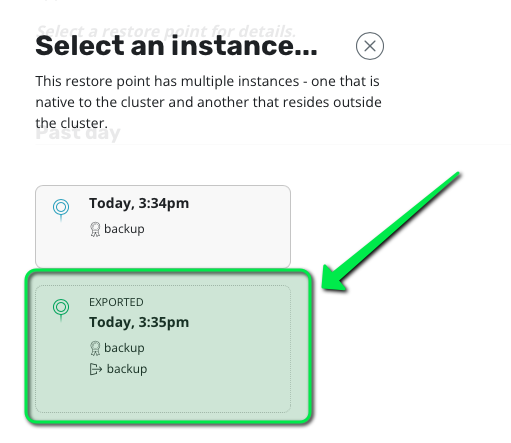 Select a restore point for details.
Select an instance...
This restore point has multiple instances - one that is
native to the cluster and another that resides outside
the cluster.
Past day
Today, 3:34pm
backup
EXPORTED
Today, 3:35pm
backup
backup